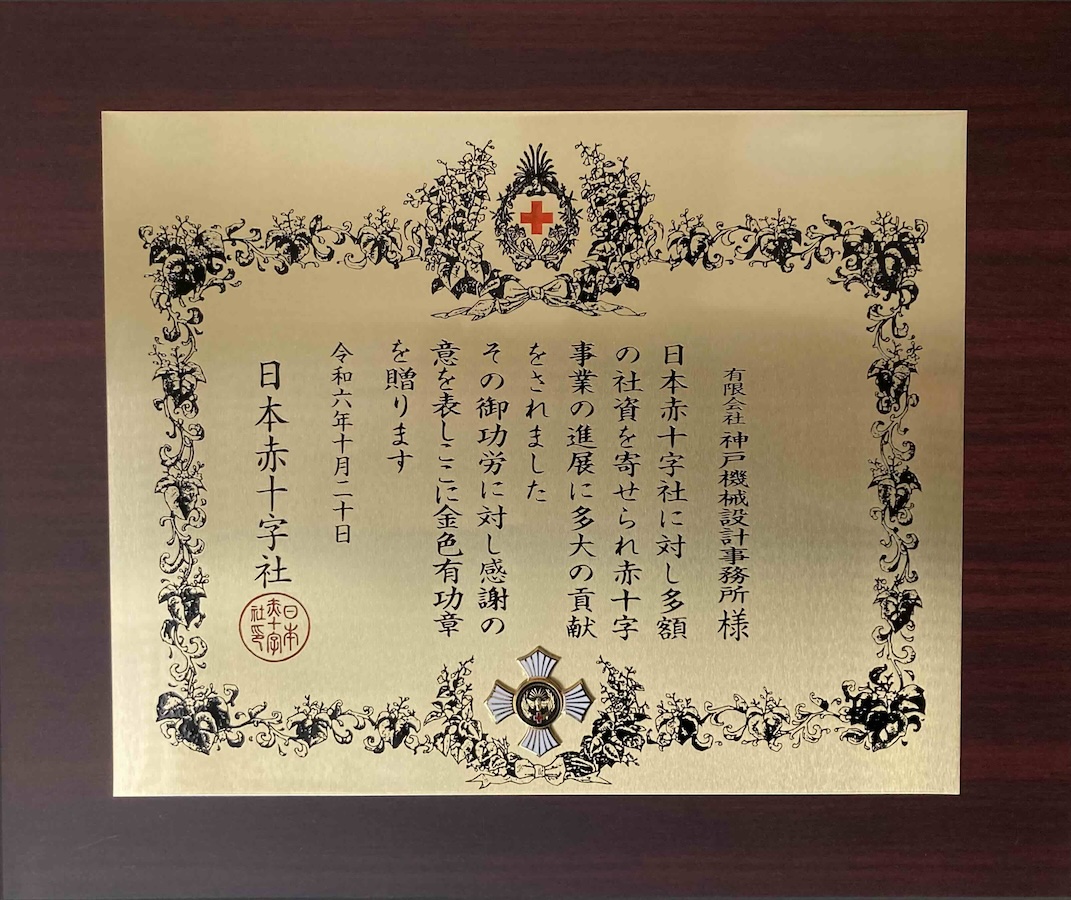 有限会社 神戸機械設計事務所 様
日本赤十字社に対し多額
の社資を寄せられ赤十字
事業の進展に多大の貢献
をされました
その御功労に対し感謝の
意を表しここに金色有功章
を贈ります
令和六年十月二十日
日本赤十字社
日本
赤十字
社印